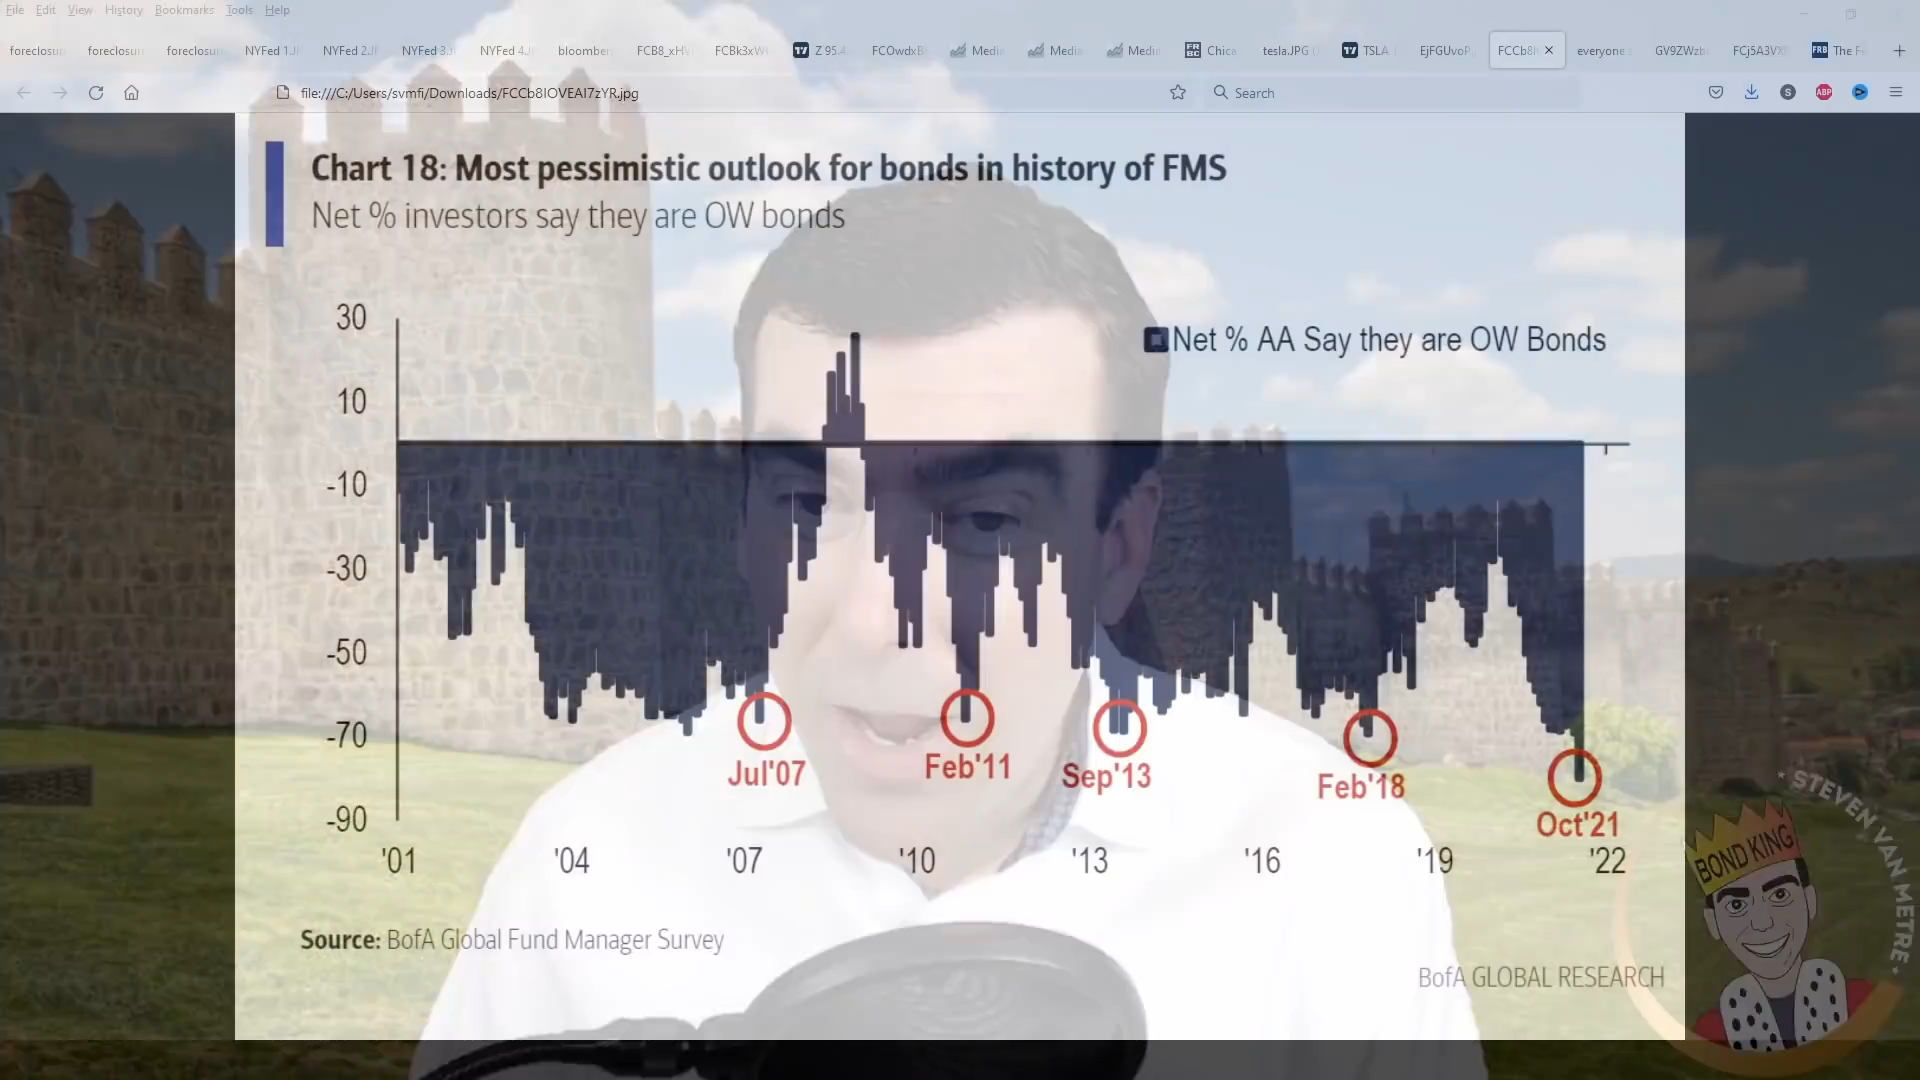 File Edit View History Bookmarks Tools Help
foreclosur foreclosur foreclosur NYFed 1.J NYFed 2.J NYFed 3.J NYFed 4.J bloomber FCB8_xH FCBk3xW Z 95.4 FCOwdxB Media Media Media Chica tesla.JPG TSLA EjFGUvoP FCCb8I everyone GV9ZWzb FCj5A3VX FRB The F
file:///C:/Users/svmfi/Downloads/FCCb8IOVEAI7zYR.jpg Search S ABP
Chart 18: Most pessimistic outlook for bonds in history of FMS
Net % investors say they are OW bonds
Net % AA Say they are OW Bonds
30
10
-10
-30
-50
-70
-90
Jul'07 Feb'11 Sep'13 Feb'18 Oct'21
'01 '04 '07 '10 '13 '16 '19 '22
Source: BofA Global Fund Manager Survey
BofA GLOBAL RESEARCH
STEVEN VAN METRE
BOND KING